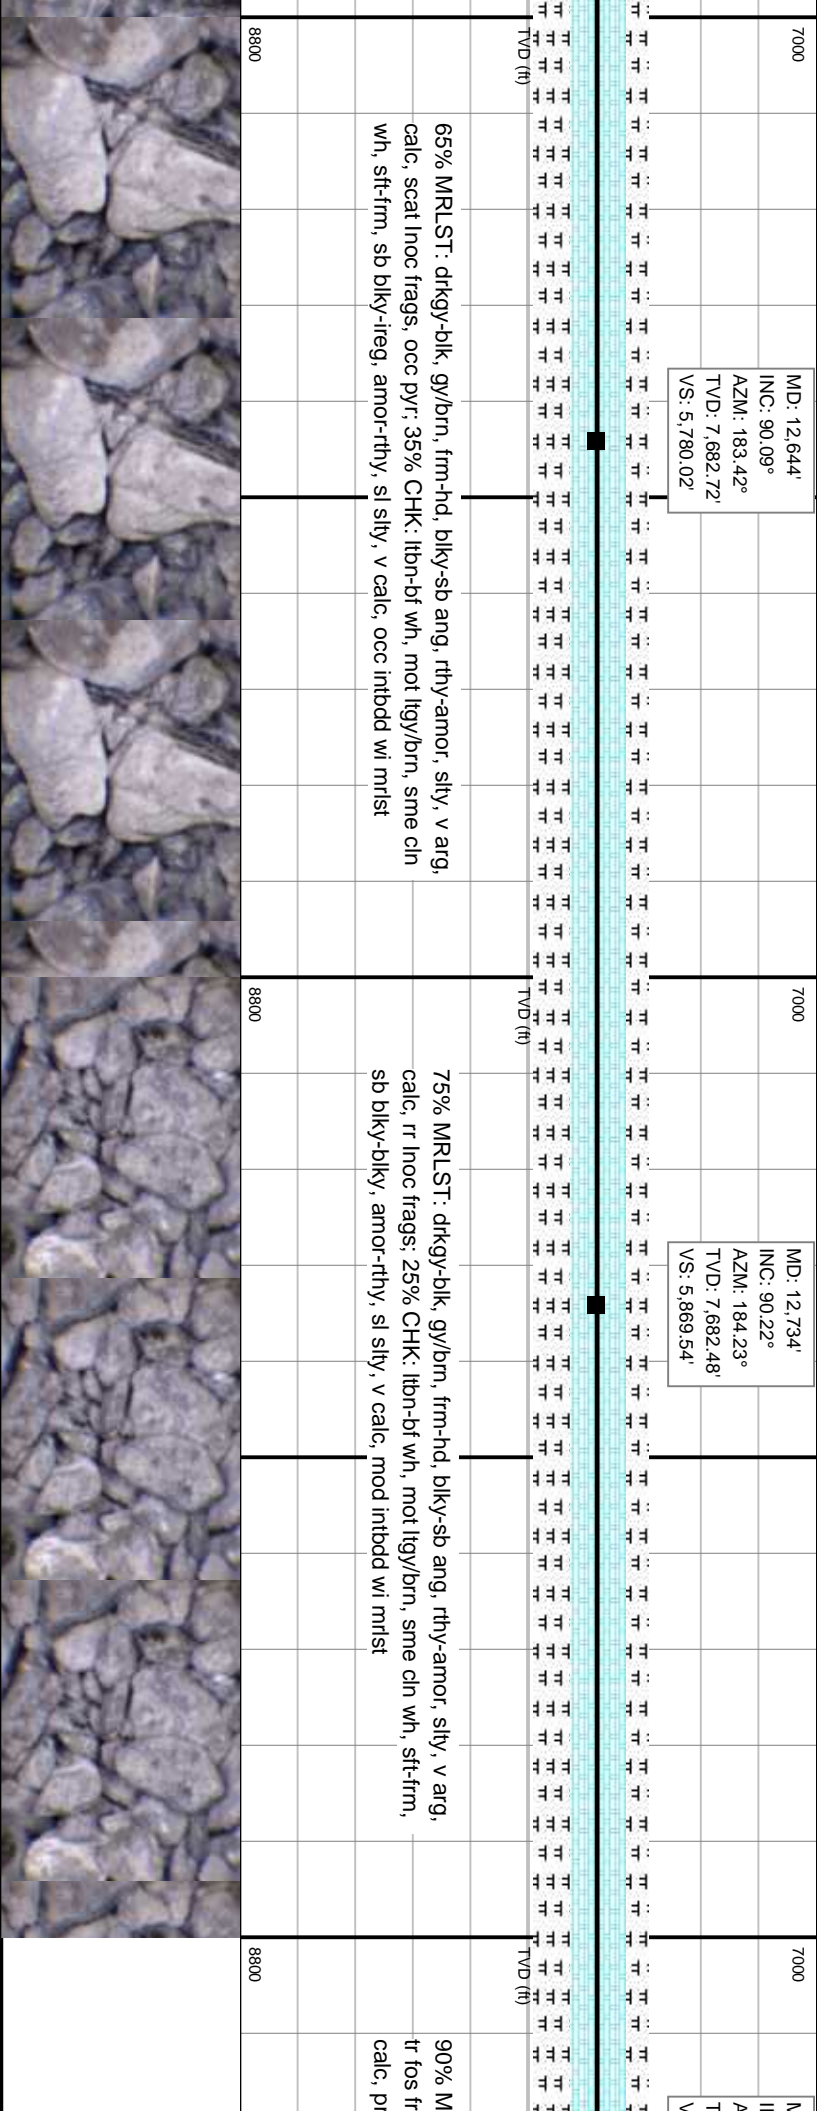 7000
TVD (ft)
8800
MD: 12,644'
INC: 90.09°
AZM: 183.42°
TVD: 7,682.72'
VS: 5,780.02'
65% MRLST: drkgy-blk, gy/brn, frm-hd, blky-sb ang, rthy-amor, slty, v arg,
calc, scat Inoc frags, occ pyr; 35% CHK: ltbn-bf wh, mot ltgy/brn, sme cln
wh, sft-frm, sb blky-ireg, amor-rthy, sl slty, v calc, occ intbdd wi mrlst
7000
TVD (ft)
8800
MD: 12,734'
INC: 90.22°
AZM: 184.23°
TVD: 7,682.48'
VS: 5,869.54'
75% MRLST: drkgy-blk, gy/brn, frm-hd, blky-sb ang, rthy-amor, slty, v arg,
calc, rr Inoc frags; 25% CHK: ltbn-bf wh, mot ltgy/brn, sme cln wh, sft-frm,
sb blky-blky, amor-rthy, sl slty, v calc, mod intbdd wi mrlst
7000
TVD (ft)
8800
90% M
tr fos fr
calc, pr